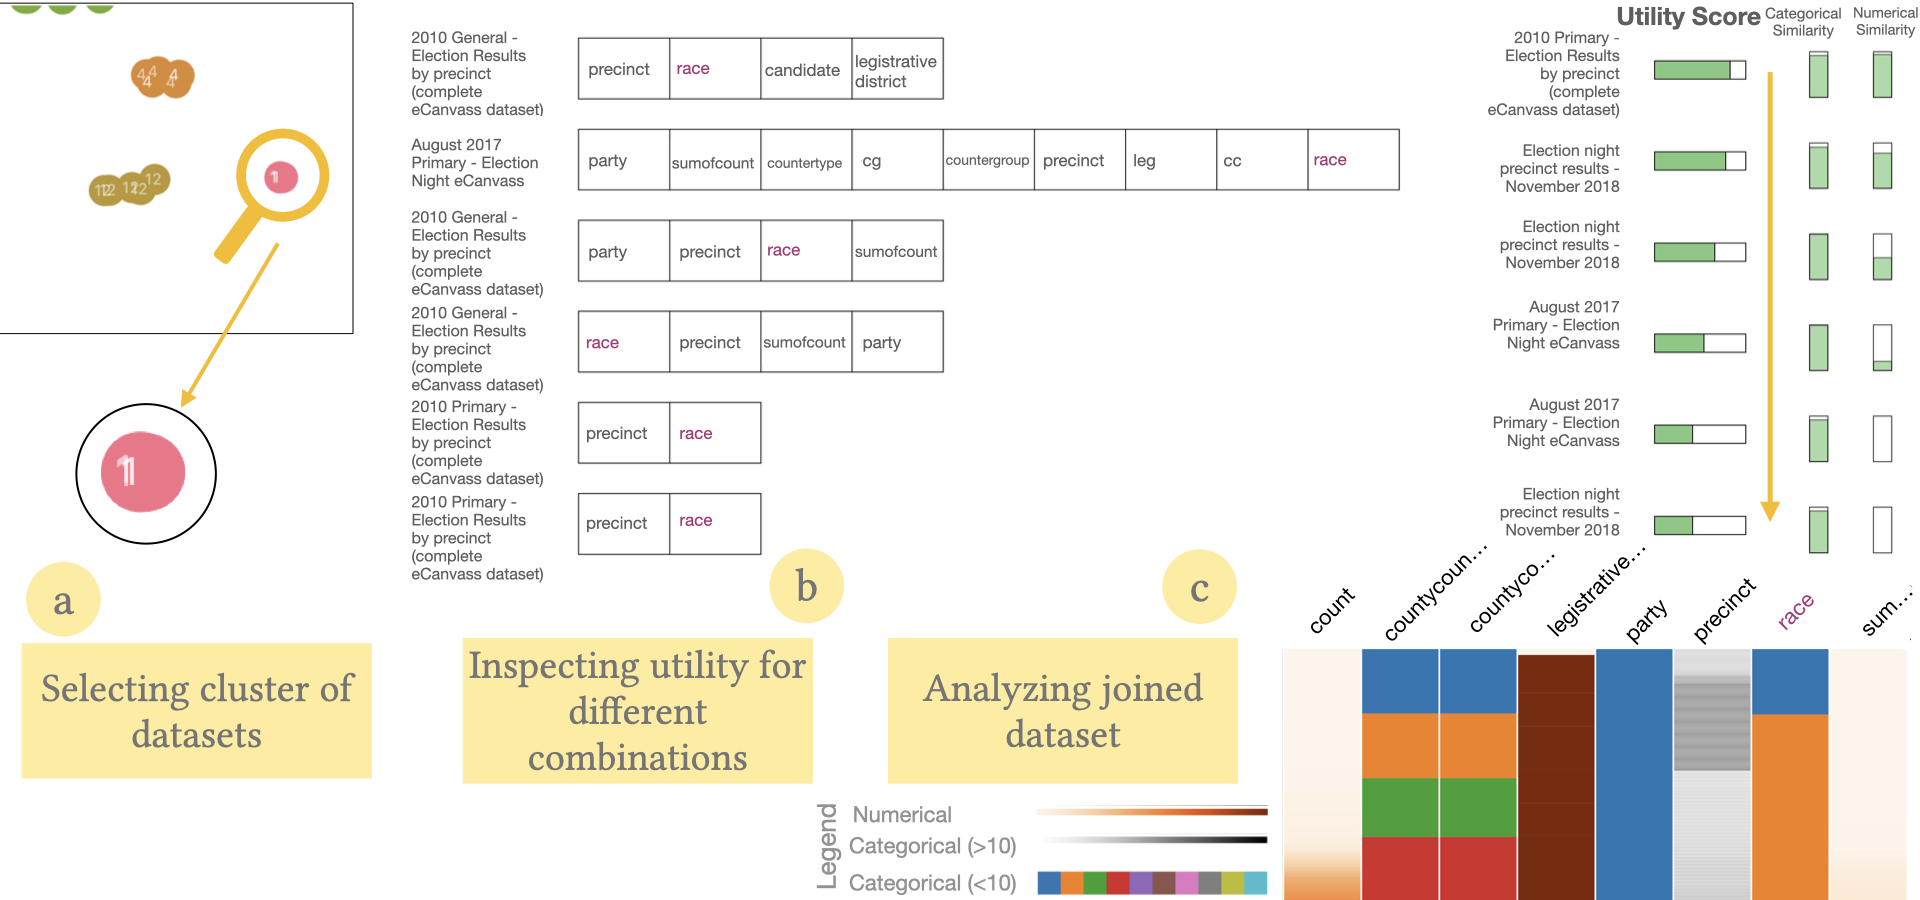 4 4 4
4 4
12 12 12 12 12
1
1
a
Selecting cluster of
datasets
2010 General -
Election Results
by precinct
(complete
eCanvass dataset)
precinct
race
candidate
legistrative
district
August 2017
Primary - Election
Night eCanvass
party
sumofcount
countertype
cg
countergroup
precinct
leg
cc
race
2010 General -
Election Results
by precinct
(complete
eCanvass dataset)
party
precinct
race
sumofcount
2010 General -
Election Results
by precinct
(complete
eCanvass dataset)
race
precinct
sumofcount
party
2010 Primary -
Election Results
by precinct
(complete
eCanvass dataset)
precinct
race
2010 Primary -
Election Results
by precinct
(complete
eCanvass dataset)
precinct
race
b
Inspecting utility for
different
combinations
Utility Score
Categorical
Similarity
Numerical
Similarity
2010 Primary -
Election Results
by precinct
(complete
eCanvass dataset)
Election night
precinct results -
November 2018
Election night
precinct results -
November 2018
August 2017
Primary - Election
Night eCanvass
August 2017
Primary - Election
Night eCanvass
Election night
precinct results -
November 2018
c
Analyzing joined
dataset
count
countycoun...
countyco...
legistrative...
party
precinct
race
sum...
Legend
Numerical
Categorical (>10)
Categorical (<10)